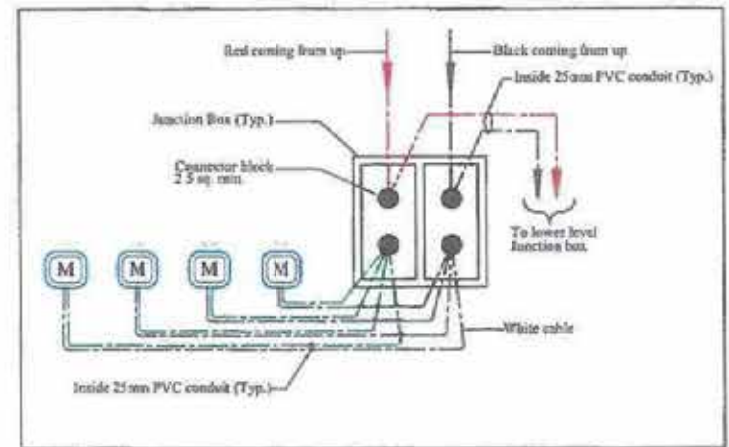 Red coming from up
Black coming from up
Inside 25mm PVC conduit (Typ.)
Junction Box (Typ.)
Connector block
2.5 sq. mm.
To lower level
Junction box.
M M M M
White cable
Inside 25mm PVC conduit (Typ.)